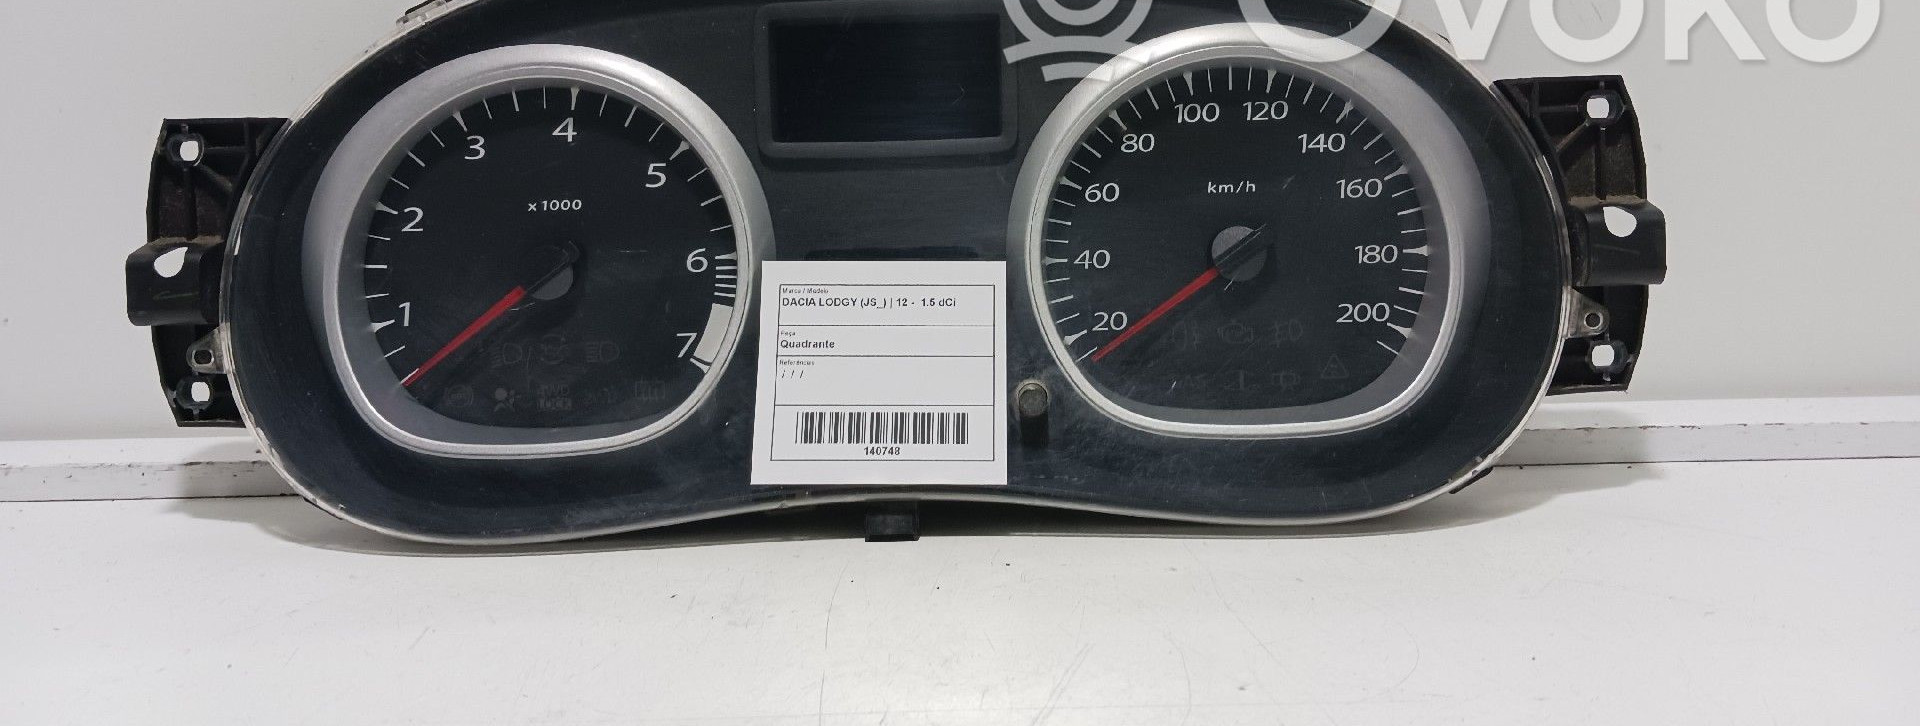 OVOKO
1
2
3
4
5
6
7
x 1000
20
40
60
80
100
120
140
160
180
200
km/h
Marca / Modelo
DACIA LODGY (JS_) | 12 - 1.5 dCi
Peça
Quadrante
Referências
/ / /
140748